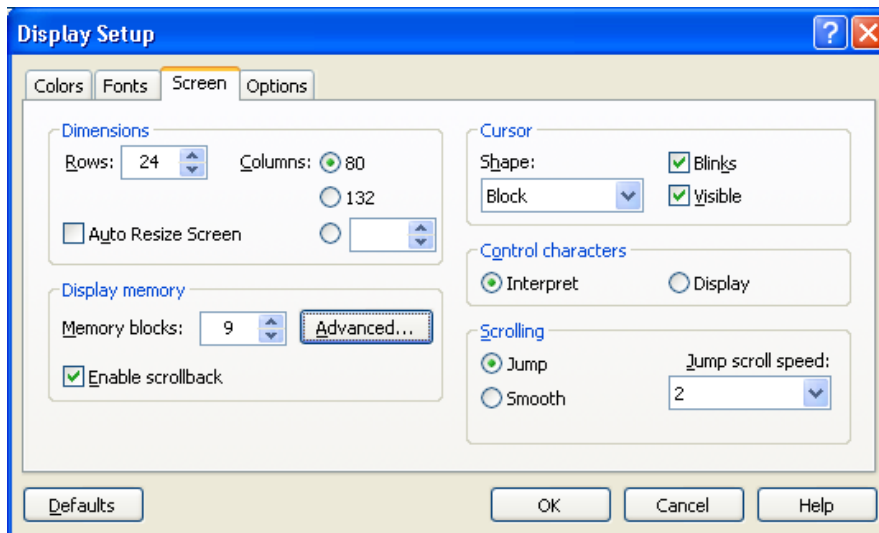 Display Setup
Colors Fonts Screen Options
Dimensions
Rows: 24 Columns: 80
132
Auto Resize Screen
Display memory
Memory blocks: 9 Advanced...
Enable scrollback
Cursor
Shape: Blinks
Block Visible
Control characters
Interpret Display
Scrolling
Jump Jump scroll speed:
Smooth 2
Defaults OK Cancel Help